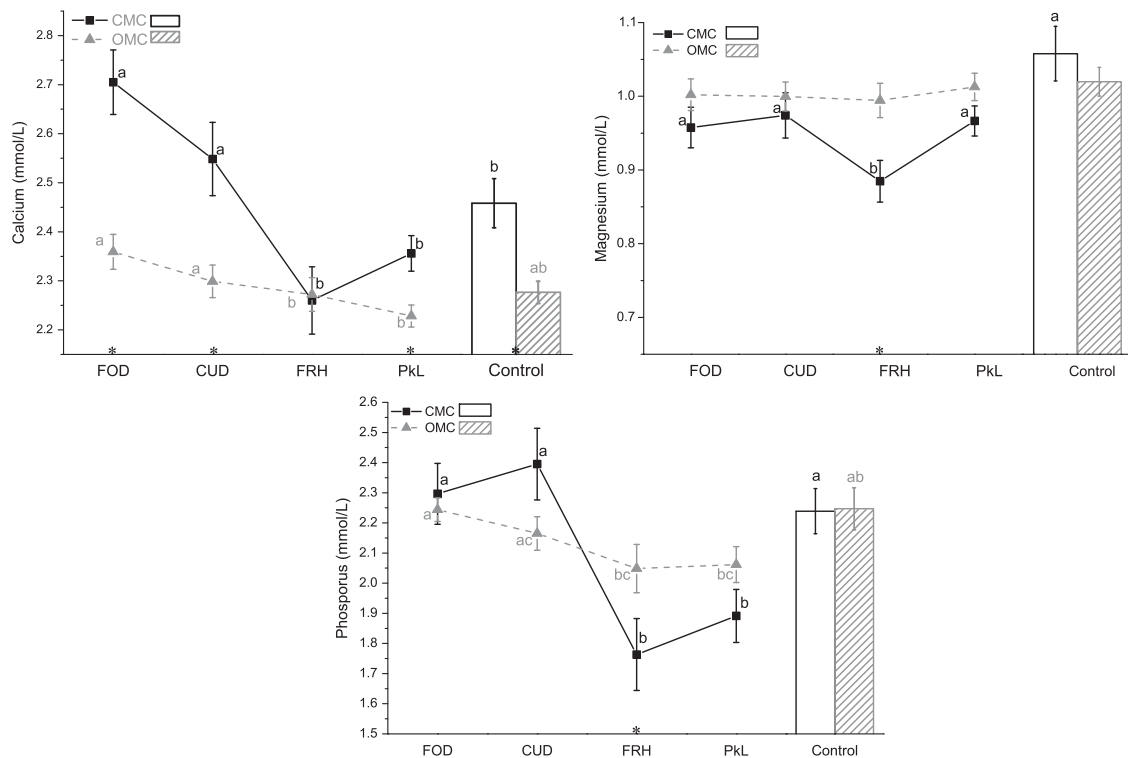 CMC
OMC
Calcium (mmol/L)
2.8
2.7
2.6
2.5
2.4
2.3
2.2
a
a
b
b
b
a
a
b
b
ab
* * * *
FOD CUD FRH PkL Control
CMC
OMC
Magnesium (mmol/L)
1.1
1.0
0.9
0.8
0.7
a
a
b
a
a
*
FOD CUD FRH PkL Control
CMC
OMC
Phosporus (mmol/L)
2.6
2.5
2.4
2.3
2.2
2.1
2.0
1.9
1.8
1.7
1.6
1.5
a
a
b
b
a
a
ac
bc
bc
ab
*
FOD CUD FRH PkL Control